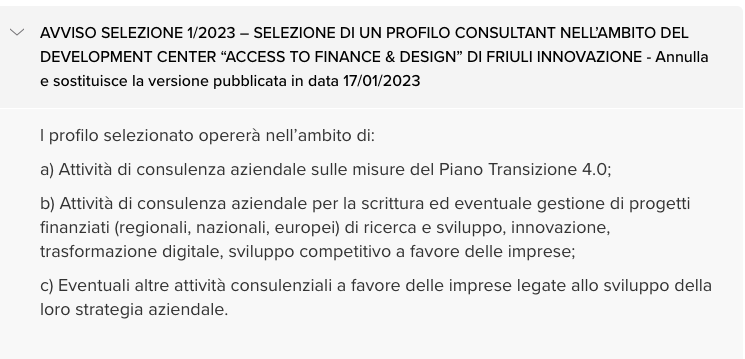 AVVISO SELEZIONE 1/2023 – SELEZIONE DI UN PROFILO CONSULTANT NELL'AMBITO DEL
DEVELOPMENT CENTER “ACCESS TO FINANCE & DESIGN” DI FRIULI INNOVAZIONE - Annulla
e sostituisce la versione pubblicata in data 17/01/2023
I profilo selezionato opererà nell'ambito di:
a) Attività di consulenza aziendale sulle misure del Piano Transizione 4.0;
b) Attività di consulenza aziendale per la scrittura ed eventuale gestione di progetti
finanziati (regionali, nazionali, europei) di ricerca e sviluppo, innovazione,
trasformazione digitale, sviluppo competitivo a favore delle imprese;
c) Eventuali altre attività consulenziali a favore delle imprese legate allo sviluppo della
loro strategia aziendale.